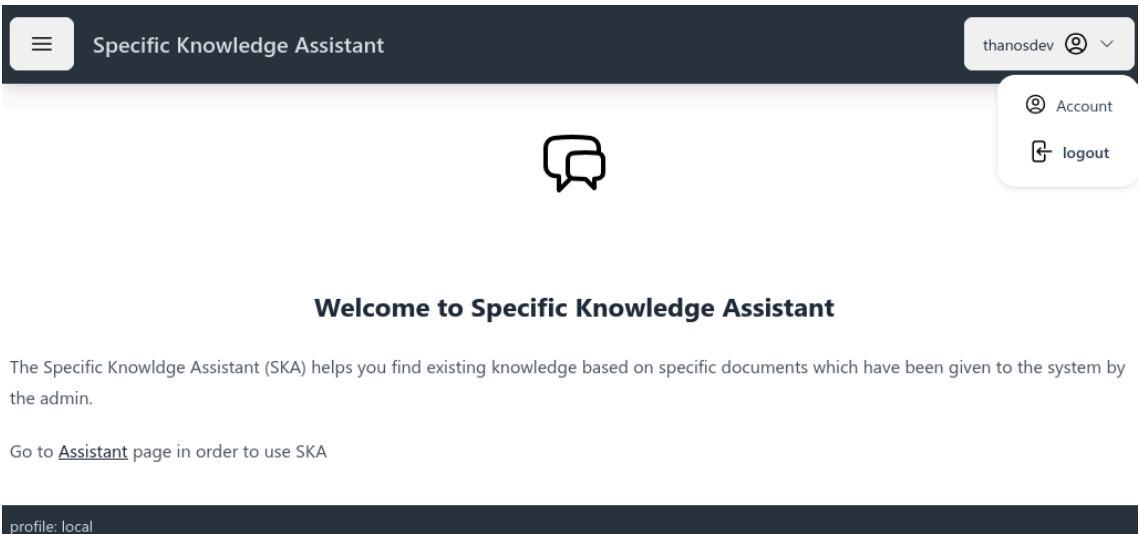 Specific Knowledge Assistant
thanosdev
Account
logout
Welcome to Specific Knowledge Assistant
The Specific Knowldge Assistant (SKA) helps you find existing knowledge based on specific documents which have been given to the system by
the admin.
Go to Assistant page in order to use SKA
profile: local